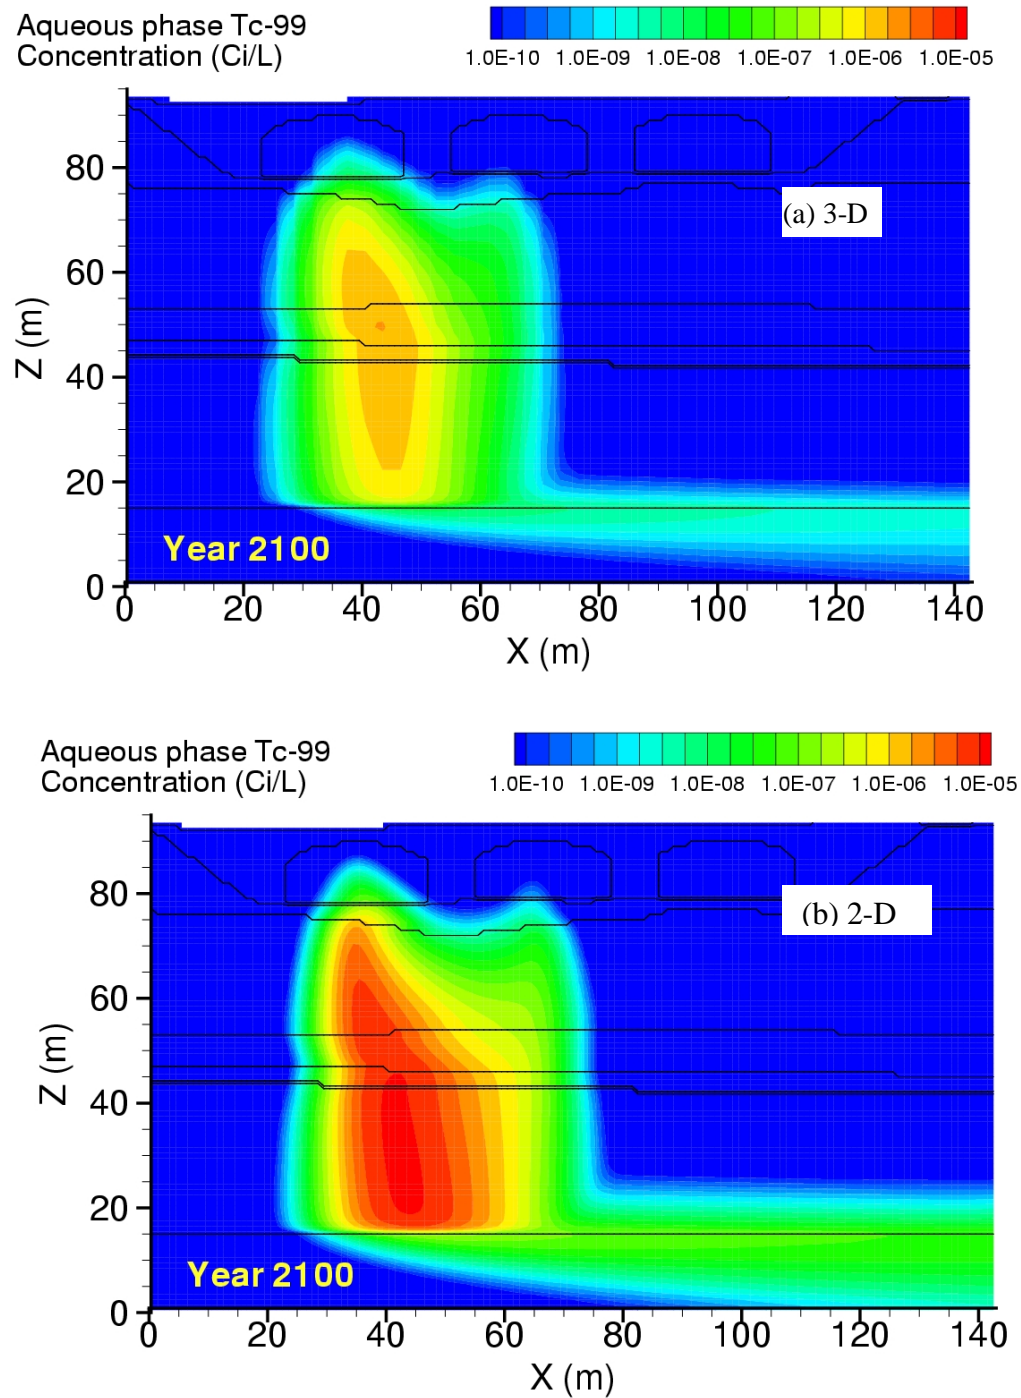 Aqueous phase Tc-99
Concentration (Ci/L)
1.0E-10 1.0E-09 1.0E-08 1.0E-07 1.0E-06 1.0E-05
80
(a) 3-D
60
Z (m)
40
20
Year 2100
0
0 20 40 60 80 100 120 140
X (m)
Aqueous phase Tc-99
Concentration (Ci/L)
1.0E-10 1.0E-09 1.0E-08 1.0E-07 1.0E-06 1.0E-05
80
(b) 2-D
60
Z (m)
40
20
Year 2100
0
0 20 40 60 80 100 120 140
X (m)